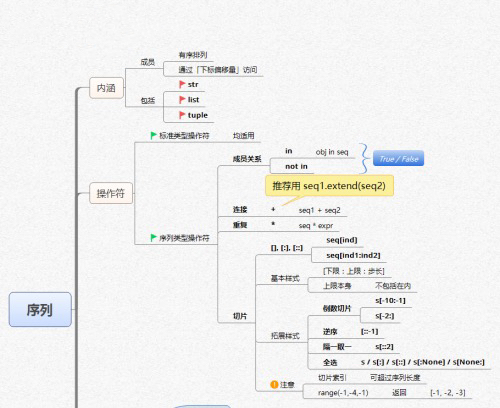 序列
内涵
成员
有序排列
通过「下标偏移量」访问
包括
str
list
tuple
操作符
标准类型操作符 均适用
序列类型操作符
成员关系
in obj in seq
not in
True / False
推荐用 seq1.extend(seq2)
连接 + seq1 + seq2
重复 * seq * expr
切片
[], [:], [::]
seq[ind]
seq[ind1:ind2]
基本样式
[下限：上限：步长]
上限本身 不包括在内
拓展样式
倒数切片
s[-10:-1]
s[-2:]
逆序 [::-1]
隔一取一 s[::2]
全选 s / s[:] / s[::] / s[:None] / s[None:]
注意
切片索引 可超过序列长度
range(-1,-4,-1) 返回 [-1, -2, -3]